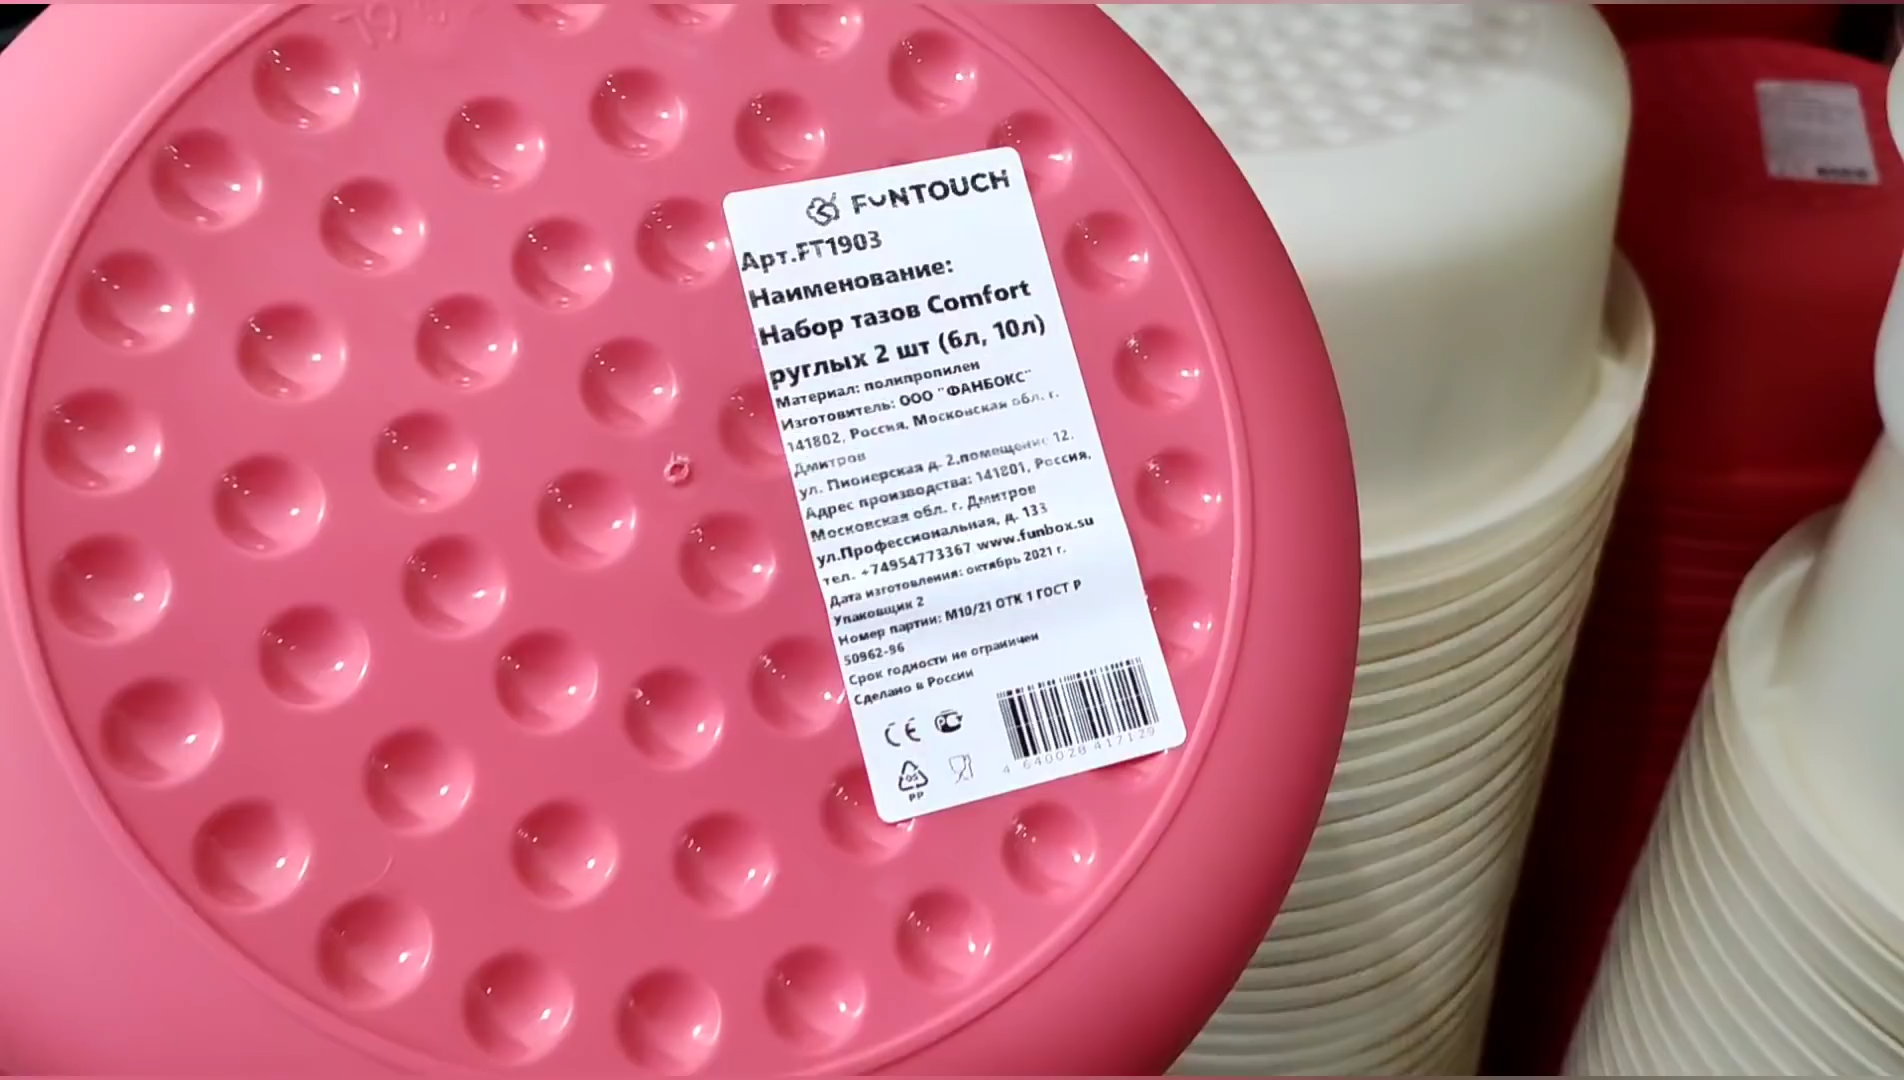 FUNTOUCH
Арт.FT1903
Наименование:
Набор тазов Comfort
руглых 2 шт (6л, 10л)
Материал: полипропилен
Изготовитель: ООО "ФАНБОКС"
141802, Россия, Московская обл. г.
Дмитров
ул. Пионерская д. 2,помещение 12.
Адрес производства: 141801, Россия,
Московская обл. г. Дмитров
ул.Профессиональная, д. 133
тел. +74954773367 www.funbox.su
Дата изготовления: октябрь 2021 г.
Упаковщик 2
Номер партии: М10/21 ОТК 1 ГОСТ Р
50962-96
Срок годности не ограничен
Сделано в России
CE
05
PP
4 640028 417129